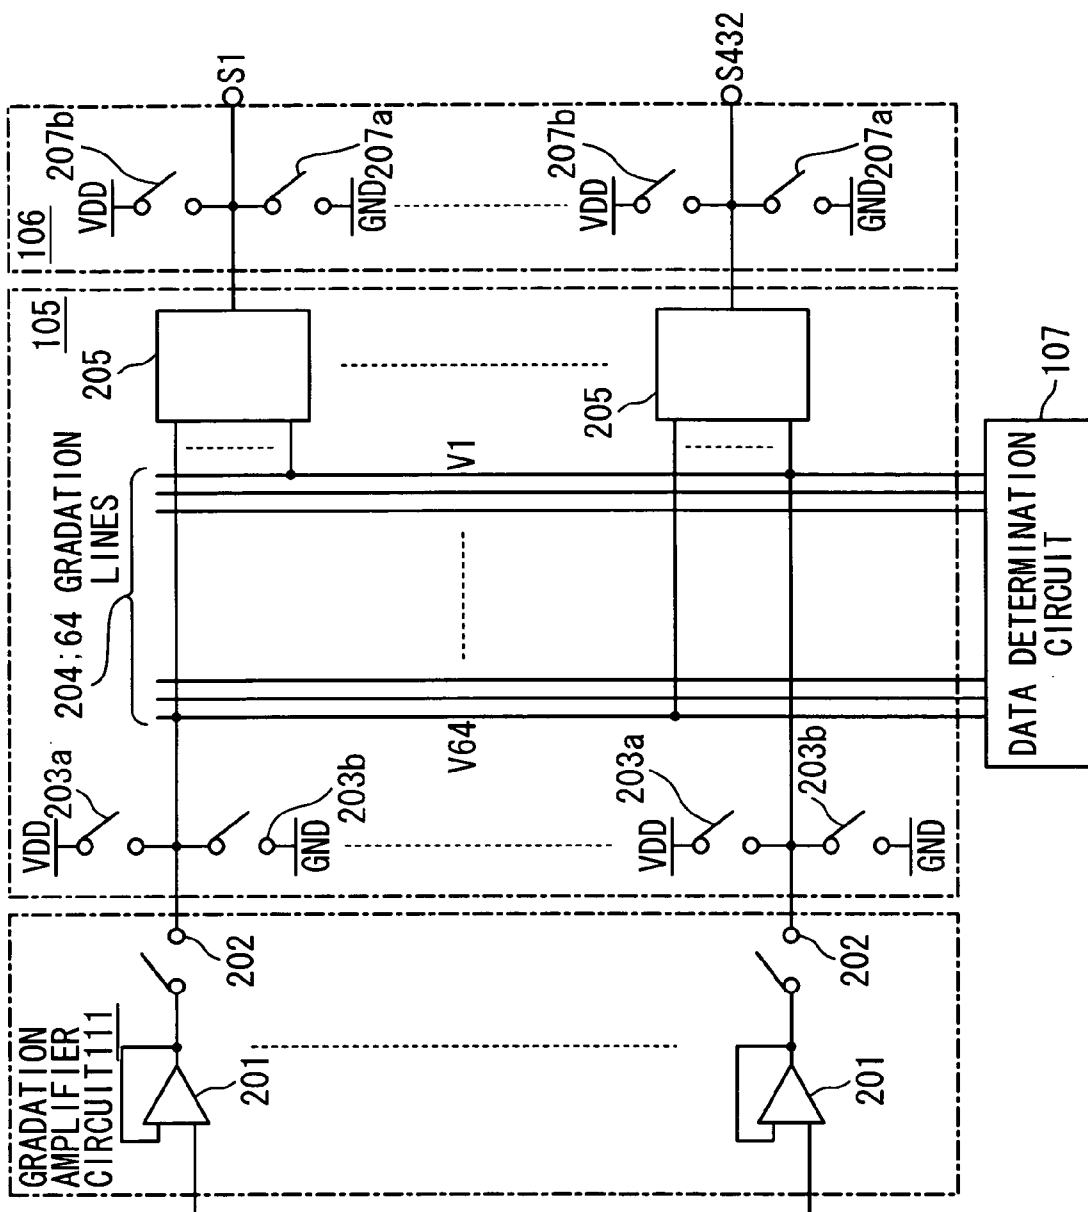 GRADATION
AMPLIFIER
CIRCUIT111
201
202
201
202
105
VDD
203a
203b
GND
VDD
203a
203b
GND
204;64 GRADATION
LINES
V64
V1
205
205
106
VDD
207b
207a
GND
S1
VDD
207b
207a
GND
S432
DATA DETERMINATION
CIRCUIT
107